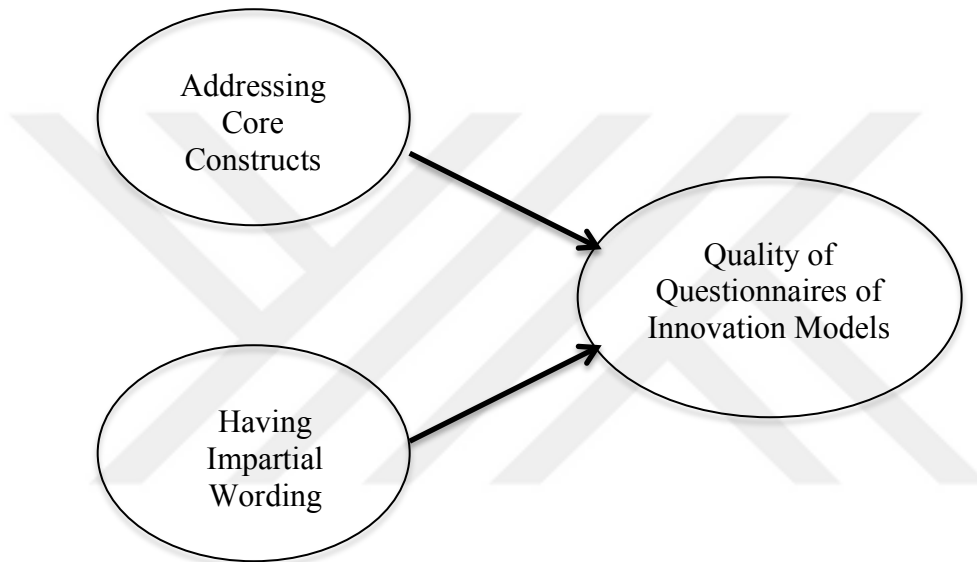 Addressing
Core
Constructs
Quality of
Questionnaires of
Innovation Models
Having
Impartial
Wording